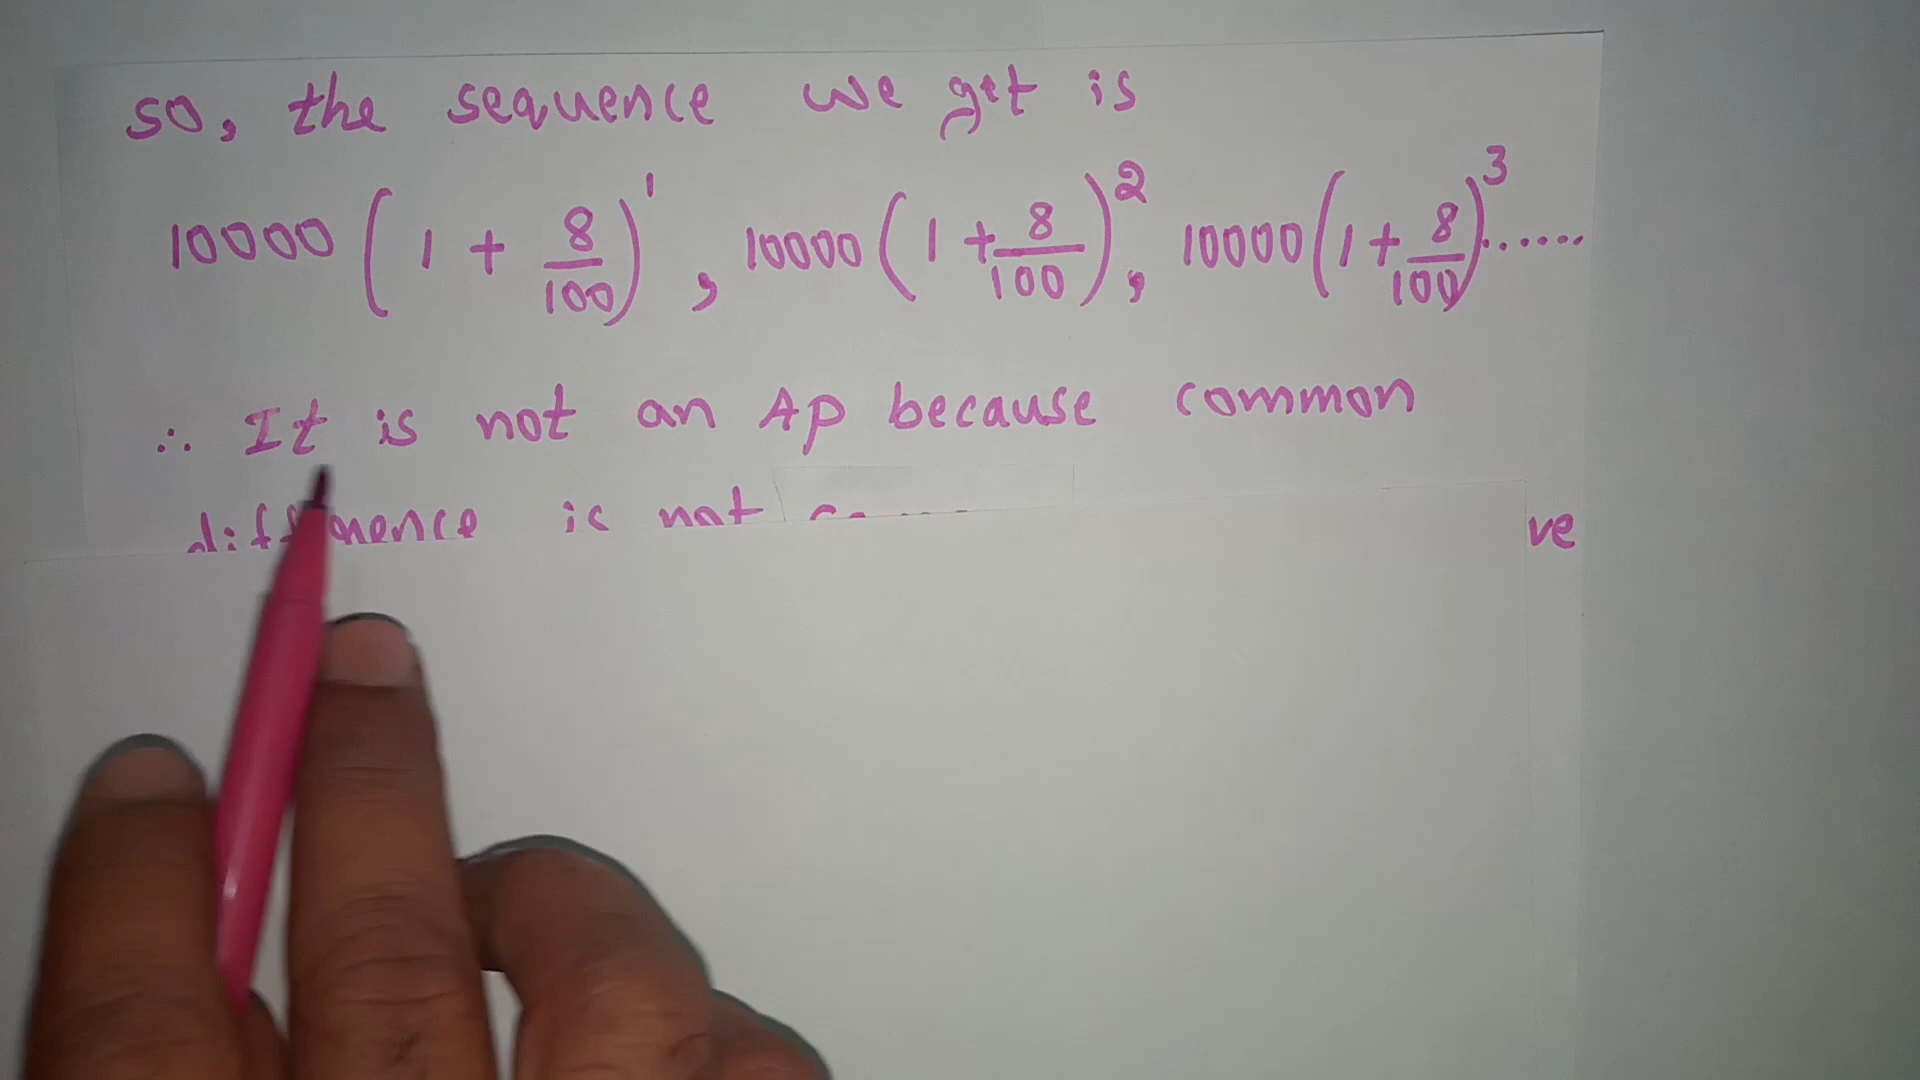 so, the sequence we get is
10000 (1 + 8/100)^1, 10000 (1 + 8/100)^2, 10000 (1 + 8/100)^3 ......
∴ It is not an AP because common
difference is not ve